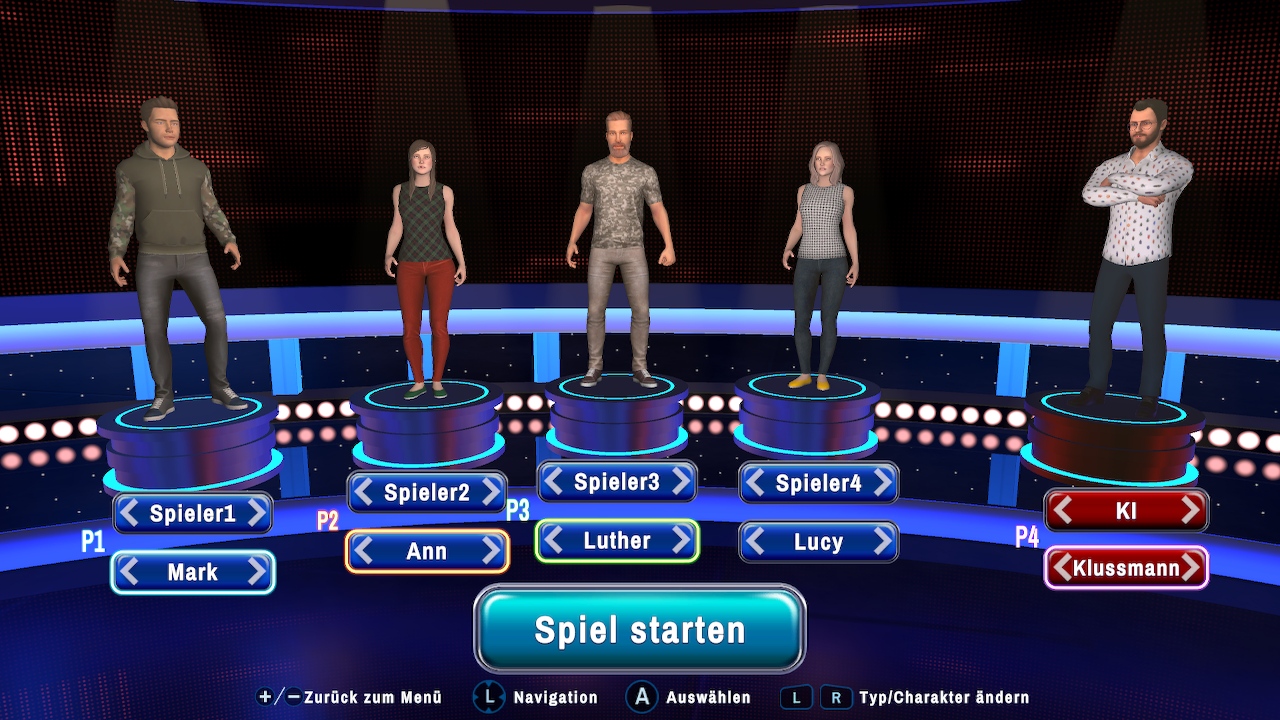 Spieler1
Spieler2
Spieler3
Spieler4
KI
P1
P2
P3
P4
Mark
Ann
Luther
Lucy
Klussmann
Spiel starten
+/− Zurück zum Menü L Navigation A Auswählen L R Typ/Charakter ändern